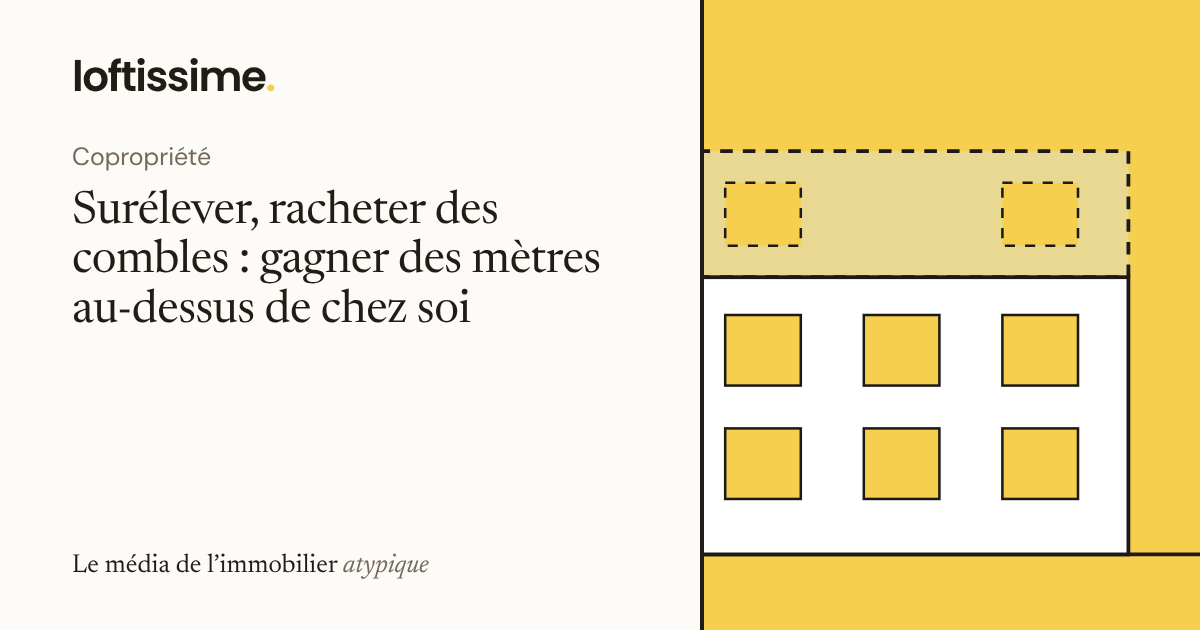 loftissime.
Copropriété
Surélever, racheter des
combles : gagner des mètres
au-dessus de chez soi
Le média de l’immobilier atypique